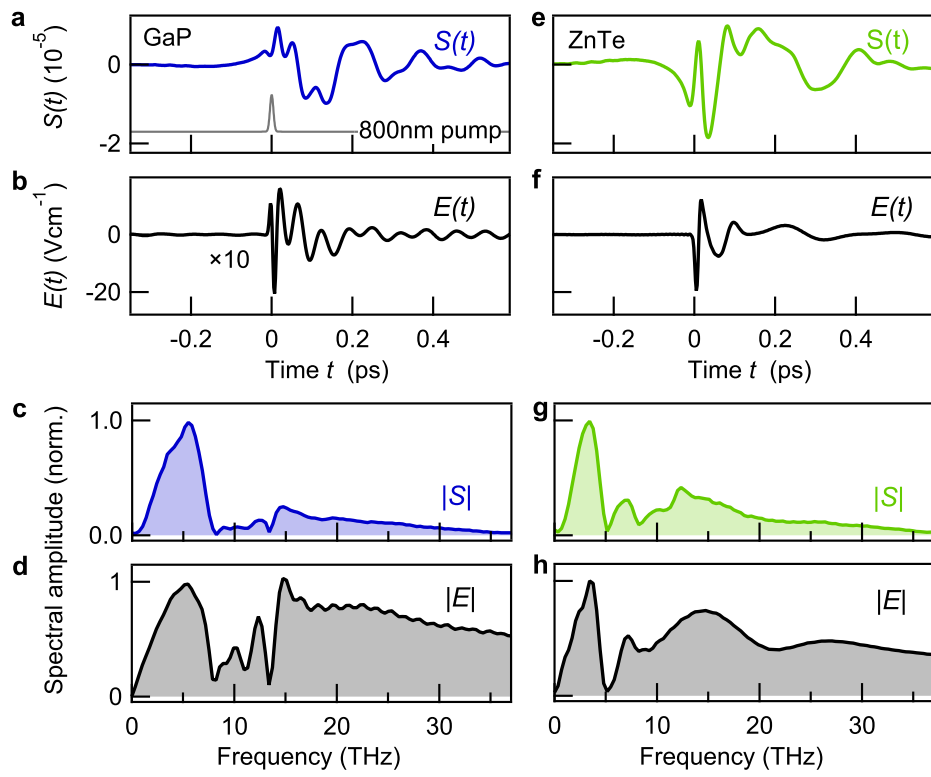 a
GaP
S(t)
0
-2
S(t) (10⁻⁵)
800nm pump
b
E(t)
×10
0
-20
E(t) (Vcm⁻¹)
-0.2
0
0.2
0.4
Time t (ps)
e
ZnTe
S(t)
f
E(t)
-0.2
0
0.2
0.4
Time t (ps)
c
1.0
0.0
|S|
d
1
0
|E|
Spectral amplitude (norm.)
0
10
20
30
Frequency (THz)
g
|S|
h
|E|
0
10
20
30
Frequency (THz)